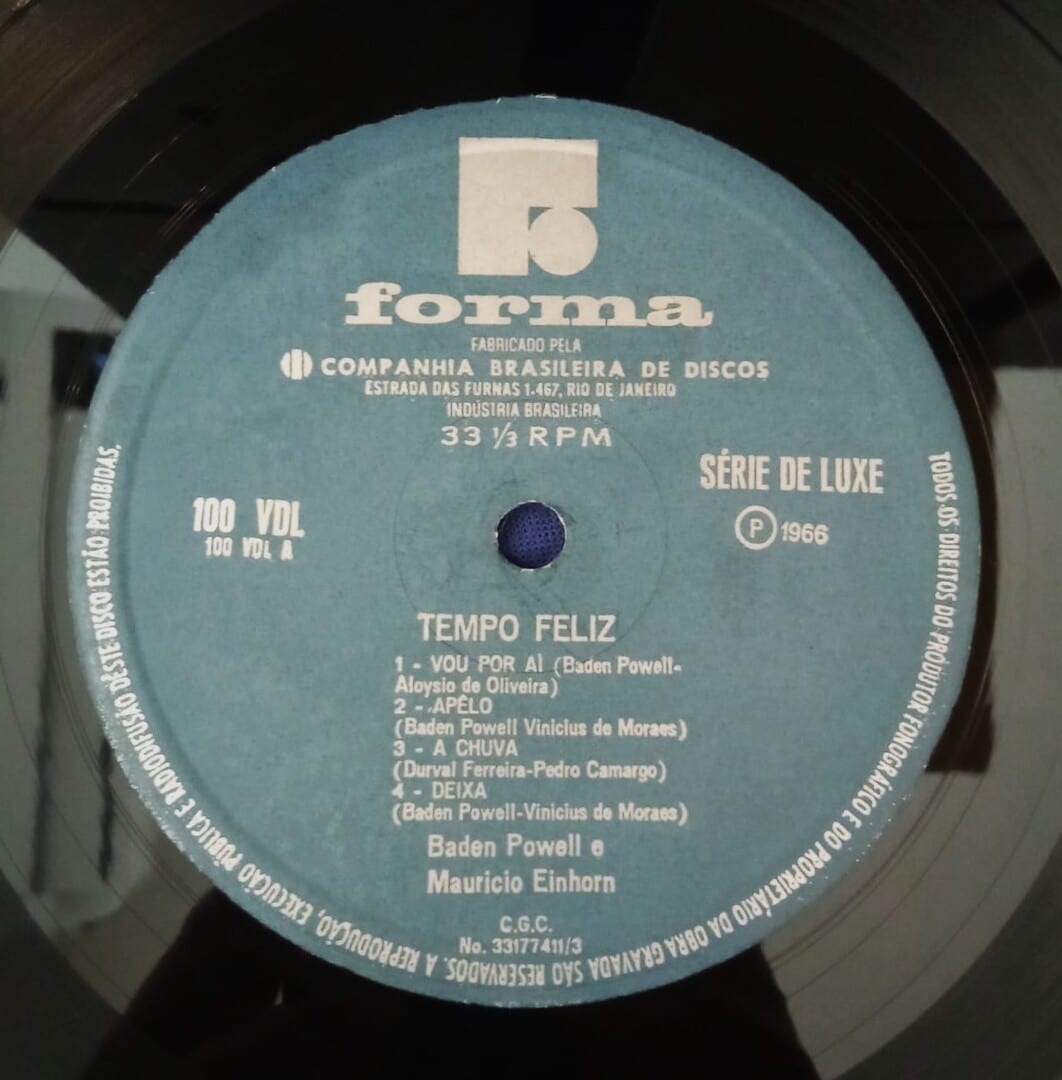 forma
FABRICADO PELA
COMPANHIA BRASILEIRA DE DISCOS
ESTRADA DAS FURNAS 1.467, RIO DE JANEIRO
INDÚSTRIA BRASILEIRA
33 1/3 RPM
SÉRIE DE LUXE
100 VDL
100 VDL A
P 1966
TEMPO FELIZ
1 - VOU POR AÍ (Baden Powell-
Aloysio de Oliveira)
2 - APÊLO
(Baden Powell Vinicius de Moraes)
3 - A CHUVA
(Durval Ferreira-Pedro Camargo)
4 - DEIXA
(Baden Powell-Vinicius de Moraes)
Baden Powell e
Mauricio Einhorn
C.G.C.
No. 33177411/3
TODOS OS DIREITOS DO PRODUTOR FONOGRÁFICO E DO PROPRIETÁRIO DA OBRA GRAVADA SÃO RESERVADOS. A REPRODUÇÃO, EXECUÇÃO PÚBLICA E RADIODIFUSÃO DÊSTE DISCO ESTÃO PROIBIDAS.